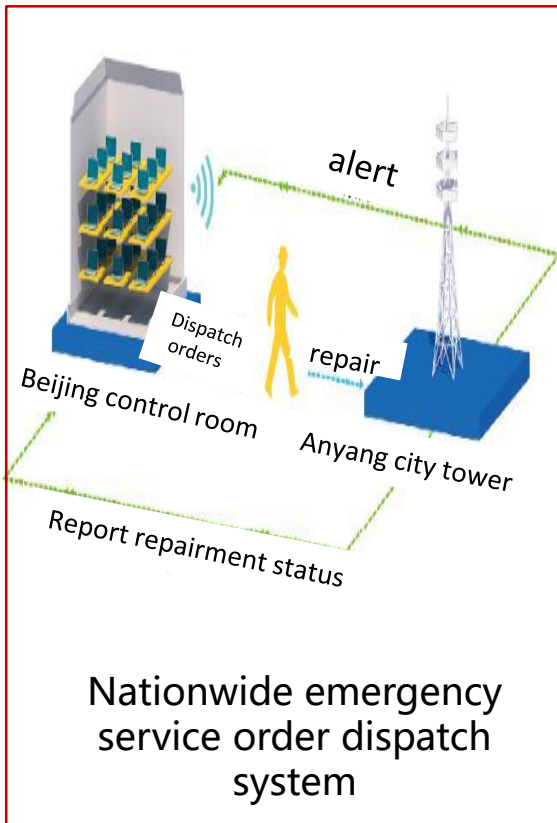 alert
Dispatch
orders
repair
Beijing control room
Anyang city tower
Report repairment status
Nationwide emergency
service order dispatch
system